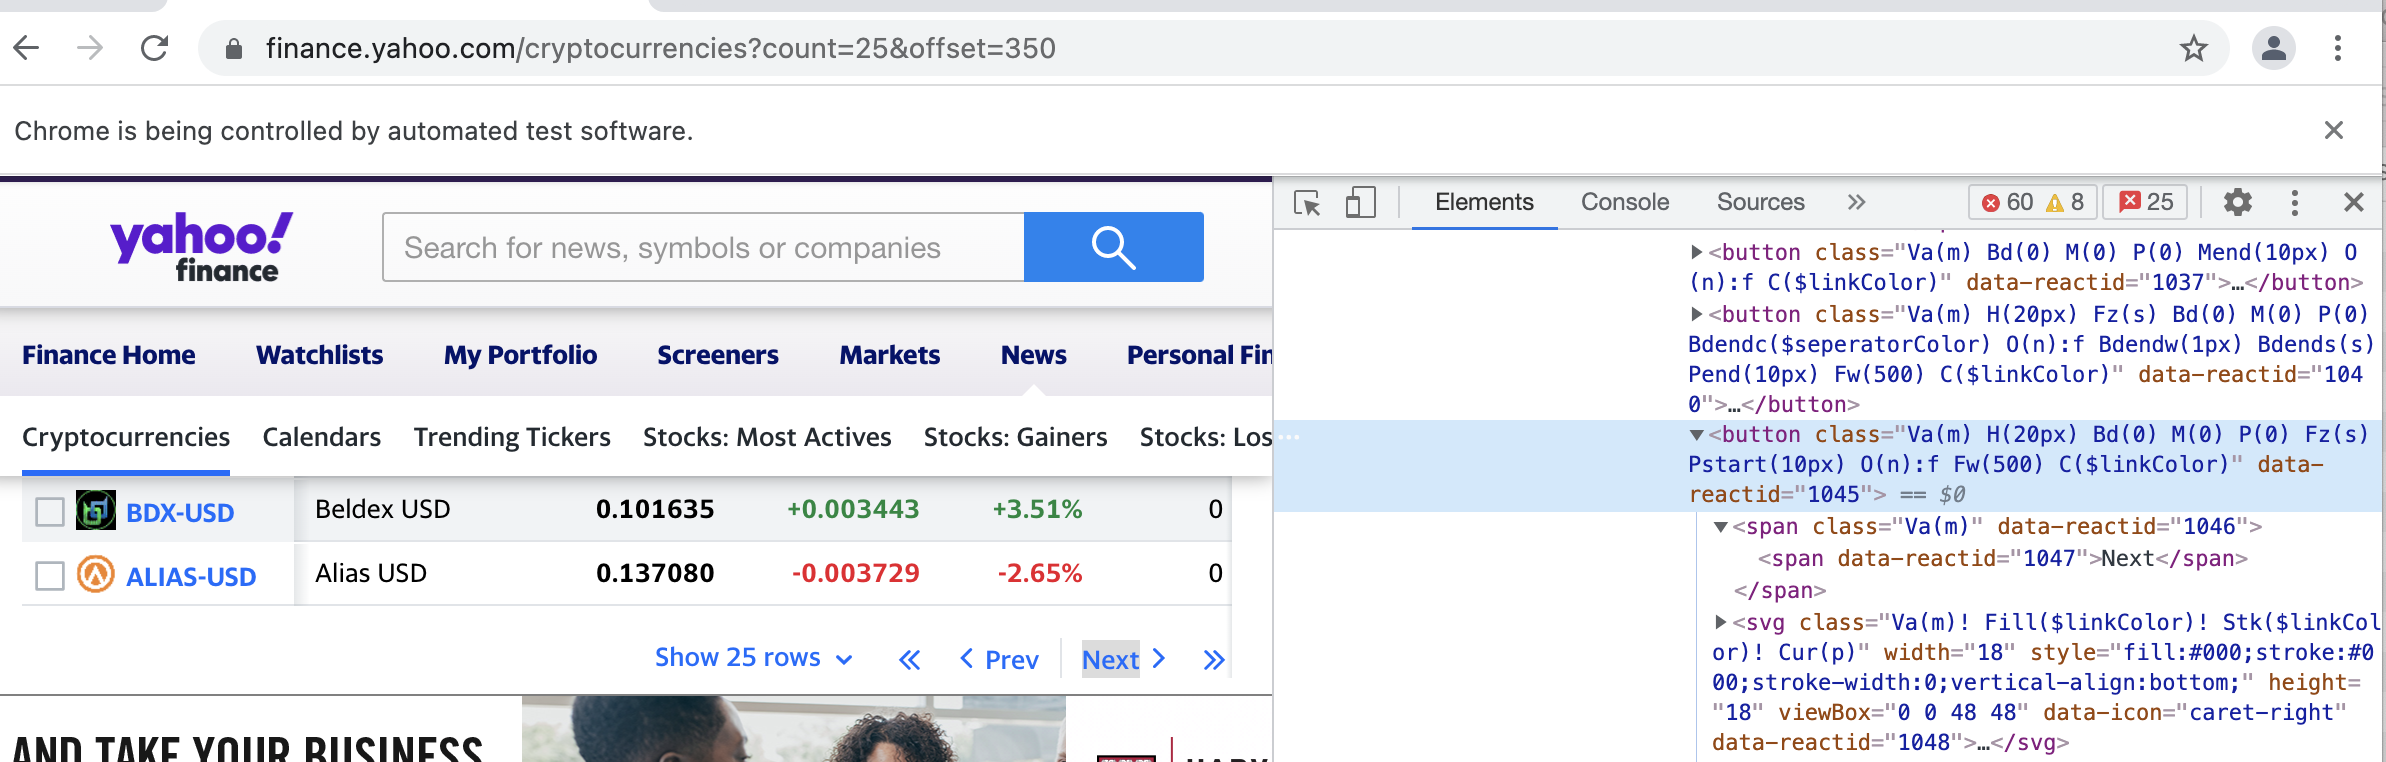 finance.yahoo.com/cryptocurrencies?count=25&offset=350
Chrome is being controlled by automated test software.
yahoo!
finance
Search for news, symbols or companies
Finance Home Watchlists My Portfolio Screeners Markets News Personal Fin
Cryptocurrencies Calendars Trending Tickers Stocks: Most Actives Stocks: Gainers Stocks: Los
BDX-USD Beldex USD 0.101635 +0.003443 +3.51% 0
ALIAS-USD Alias USD 0.137080 -0.003729 -2.65% 0
Show 25 rows Prev Next
AND TAKE YOUR BUSINESS
Elements Console Sources » 60 8 25
<button class="Va(m) Bd(0) M(0) P(0) Mend(10px) O
(n):f C($linkColor)" data-reactid="1037">…</button>
<button class="Va(m) H(20px) Fz(s) Bd(0) M(0) P(0)
Bdendc($seperatorColor) O(n):f Bdendw(1px) Bdends(s)
Pend(10px) Fw(500) C($linkColor)" data-reactid="104
0">…</button>
<button class="Va(m) H(20px) Bd(0) M(0) P(0) Fz(s)
Pstart(10px) O(n):f Fw(500) C($linkColor)" data-
reactid="1045"> == $0
<span class="Va(m)" data-reactid="1046">
<span data-reactid="1047">Next</span>
</span>
<svg class="Va(m)! Fill($linkColor)! Stk($linkCol
or)! Cur(p)" width="18" style="fill:#000;stroke:#0
00;stroke-width:0;vertical-align:bottom;" height=
"18" viewBox="0 0 48 48" data-icon="caret-right"
data-reactid="1048">…</svg>